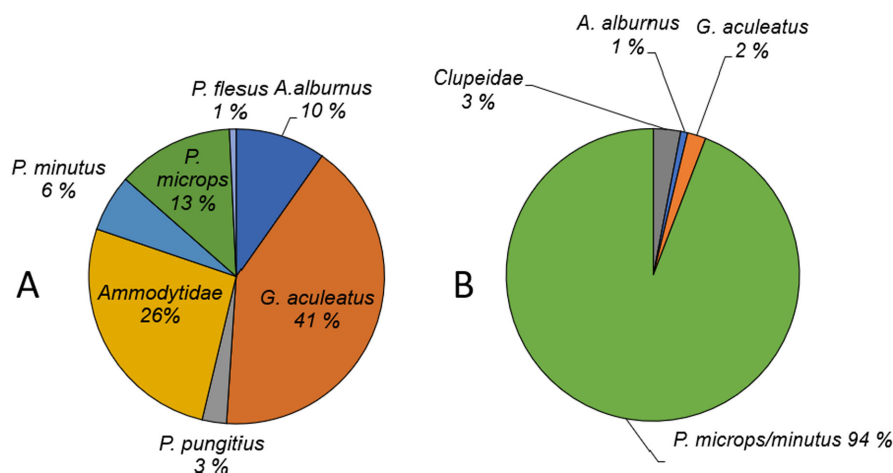 P. flesus
1 %
A.alburnus
10 %
P. minutus
6 %
P.
microps
13 %
A
Ammodytidae
26%
G. aculeatus
41 %
P. pungitius
3 %
A. alburnus
1 %
G. aculeatus
2 %
Clupeidae
3 %
B
P. microps/minutus 94 %